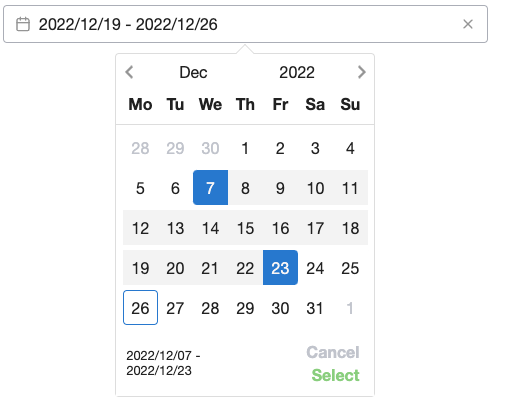 2022/12/19 - 2022/12/26
Dec 2022
Mo Tu We Th Fr Sa Su
28 29 30 1 2 3 4
5 6 7 8 9 10 11
12 13 14 15 16 17 18
19 20 21 22 23 24 25
26 27 28 29 30 31 1
2022/12/07 -
2022/12/23
Cancel
Select